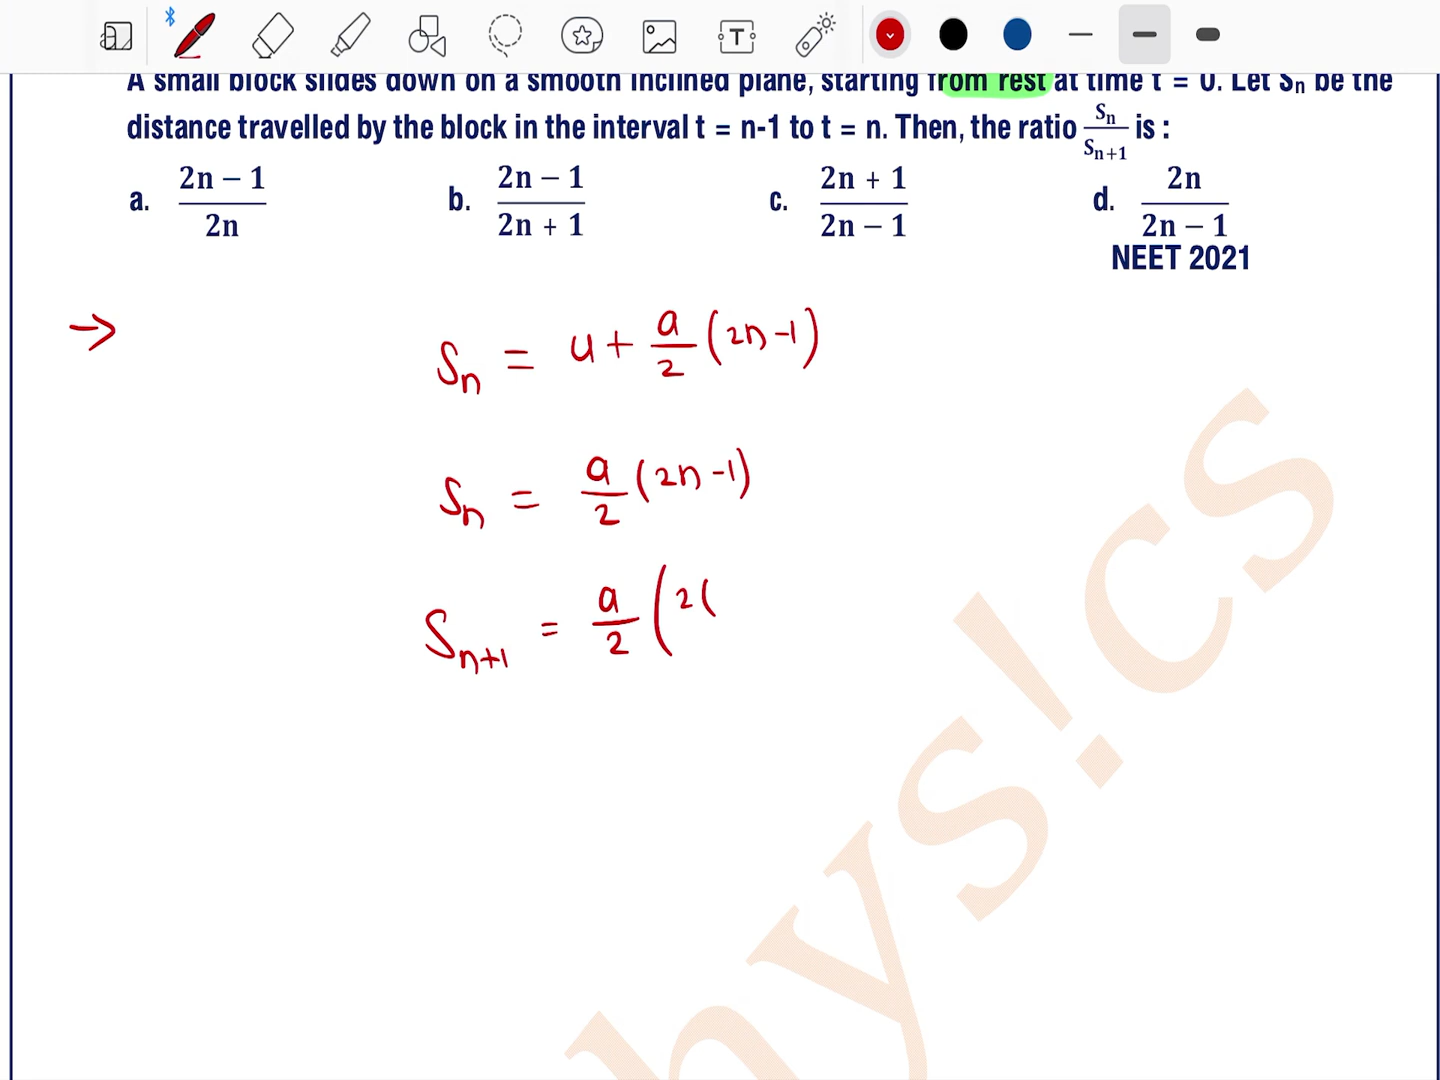 A small block slides down on a smooth inclined plane, starting from rest at time t = 0. Let Sn be the
distance travelled by the block in the interval t = n-1 to t = n. Then, the ratio Sn/Sn+1 is :
a. (2n − 1)/(2n) b. (2n − 1)/(2n + 1) c. (2n + 1)/(2n − 1) d. (2n)/(2n − 1)
NEET 2021
→ Sn = u + a/2 (2n-1)
Sn = a/2 (2n-1)
Sn+1 = a/2 (2(
hys!cs